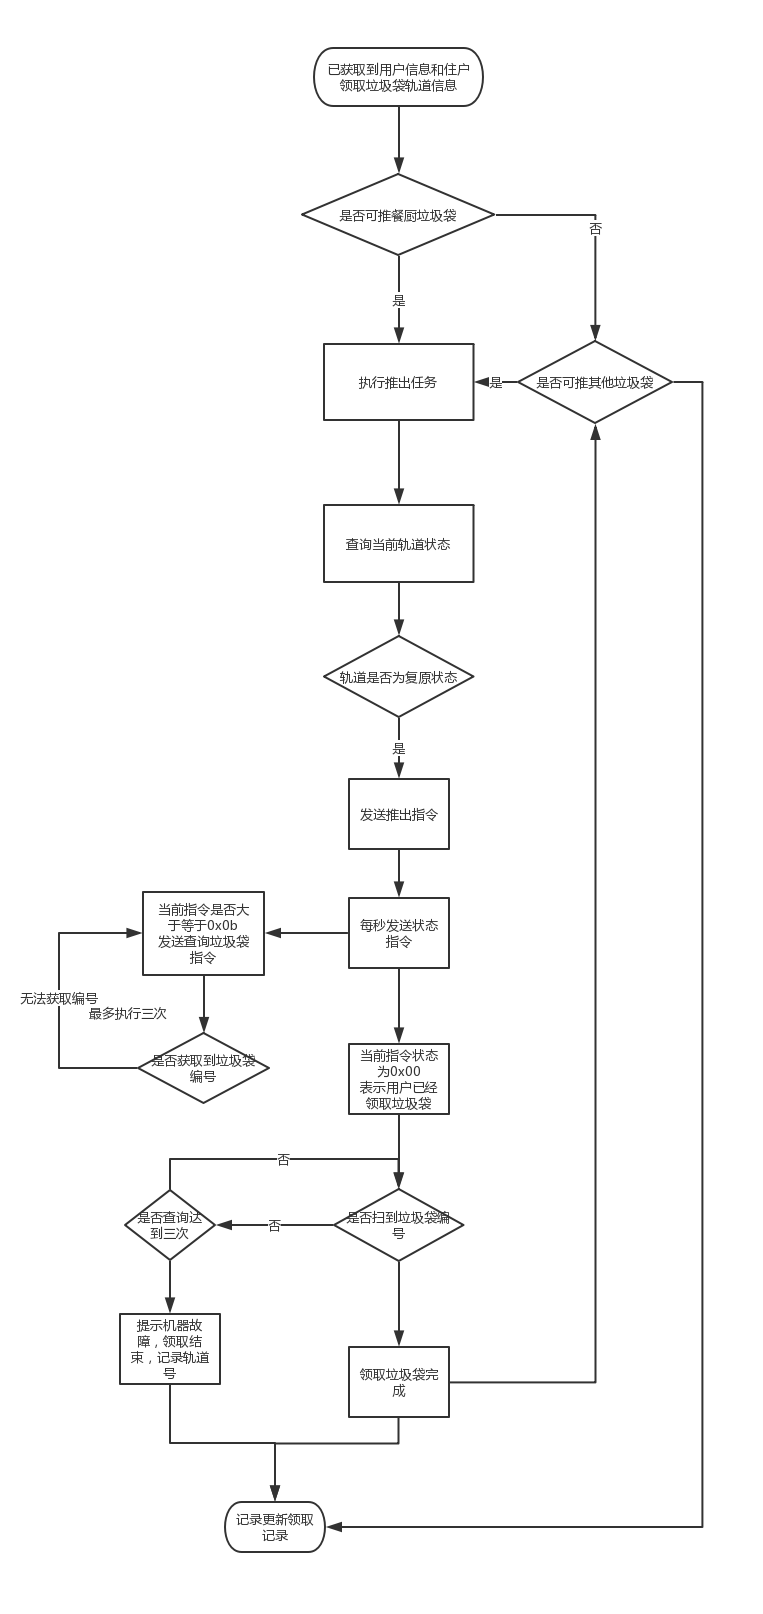 已获取到用户信息和住户
领取垃圾袋轨道信息
是否可推餐厨垃圾袋
否
是
执行推出任务
是
是否可推其他垃圾袋
查询当前轨道状态
轨道是否为复原状态
是
发送推出指令
当前指令是否大
于等于0x0b
发送查询垃圾袋
指令
每秒发送状态
指令
无法获取编号
最多执行三次
是否获取到垃圾袋
编号
当前指令状态
为0x00
表示用户已经
领取垃圾袋
否
是否查询达
到三次
否
是否扫到垃圾袋编
号
提示机器故
障，领取结
束，记录轨道
号
领取垃圾袋完
成
记录更新领取
记录